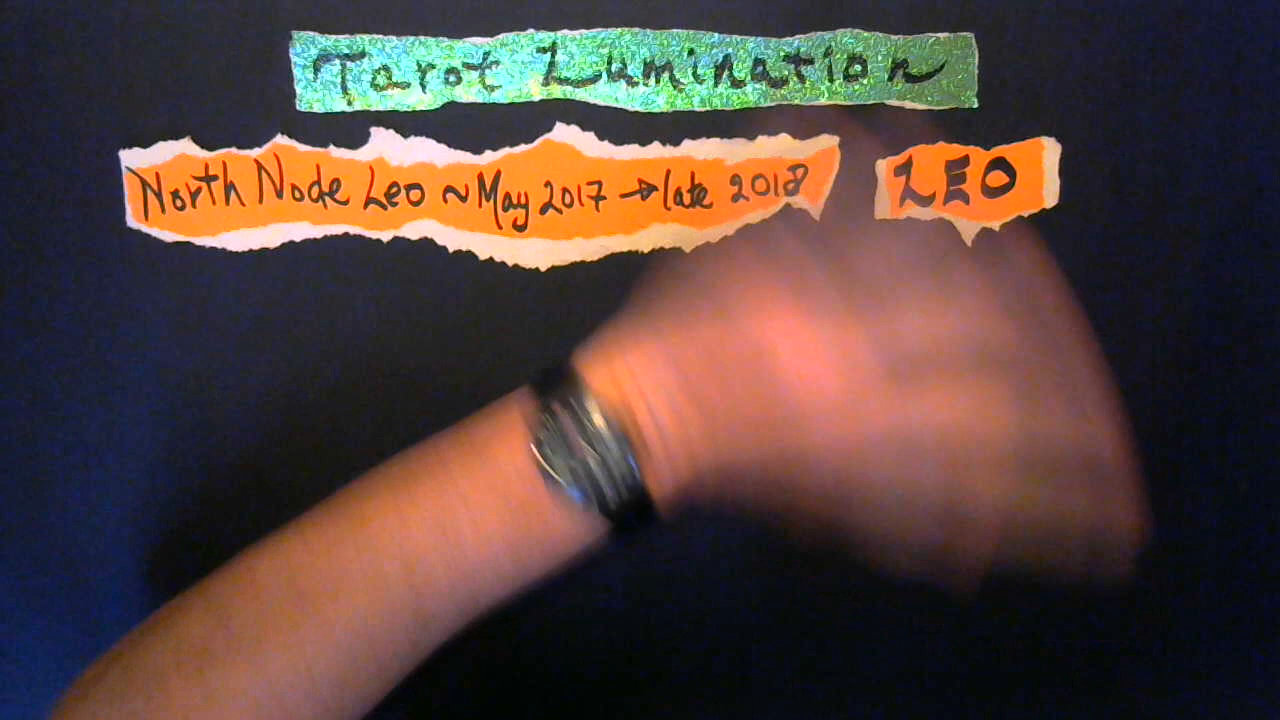 Tarot Lumination
North Node Leo ~ May 2017 → late 2018
LEO